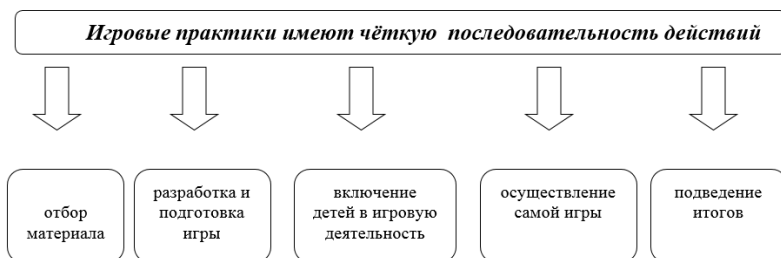 Игровые практики имеют чёткую последовательность действий
отбор
материала
разработка и
подготовка
игры
включение
детей в игровую
деятельность
осуществление
самой игры
подведение
итогов